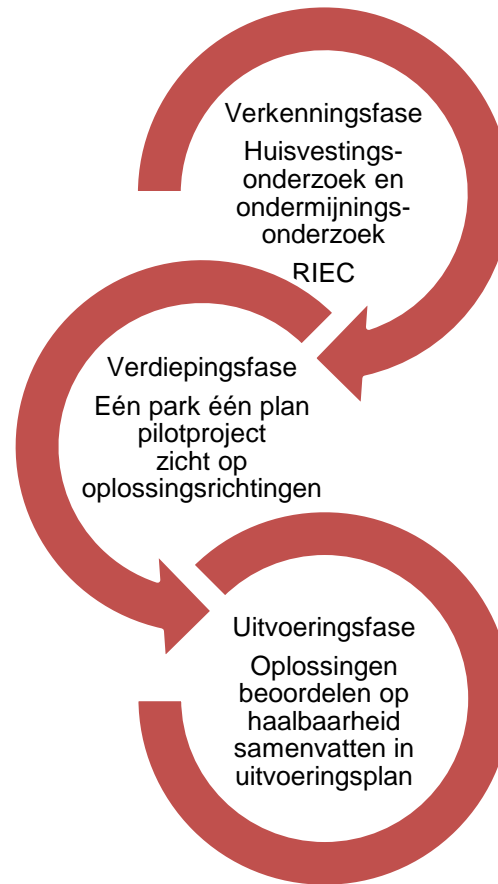 Verkenningsfase
Huisvestings-
onderzoek en
ondermijnings-
onderzoek
RIEC
Verdiepingsfase
Eén park één plan
pilotproject
zicht op
oplossingsrichtingen
Uitvoeringsfase
Oplossingen
beoordelen op
haalbaarheid
samenvatten in
uitvoeringsplan